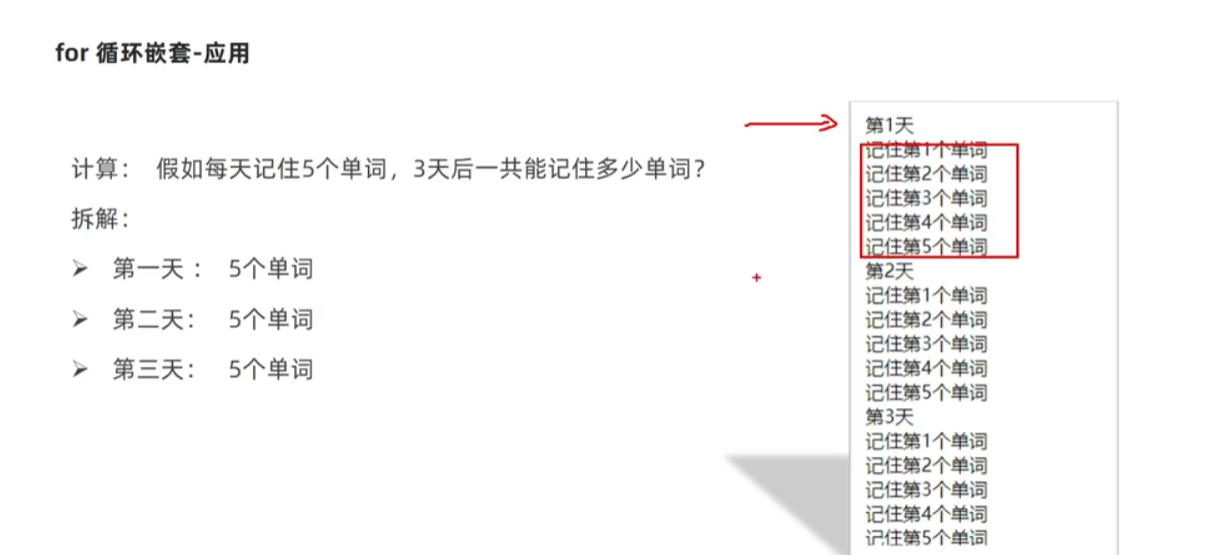 for 循环嵌套-应用
计算： 假如每天记住5个单词，3天后一共能记住多少单词？
拆解：
第一天： 5个单词
第二天： 5个单词
第三天： 5个单词
第1天
记住第1个单词
记住第2个单词
记住第3个单词
记住第4个单词
记住第5个单词
第2天
记住第1个单词
记住第2个单词
记住第3个单词
记住第4个单词
记住第5个单词
第3天
记住第1个单词
记住第2个单词
记住第3个单词
记住第4个单词
记住第5个单词